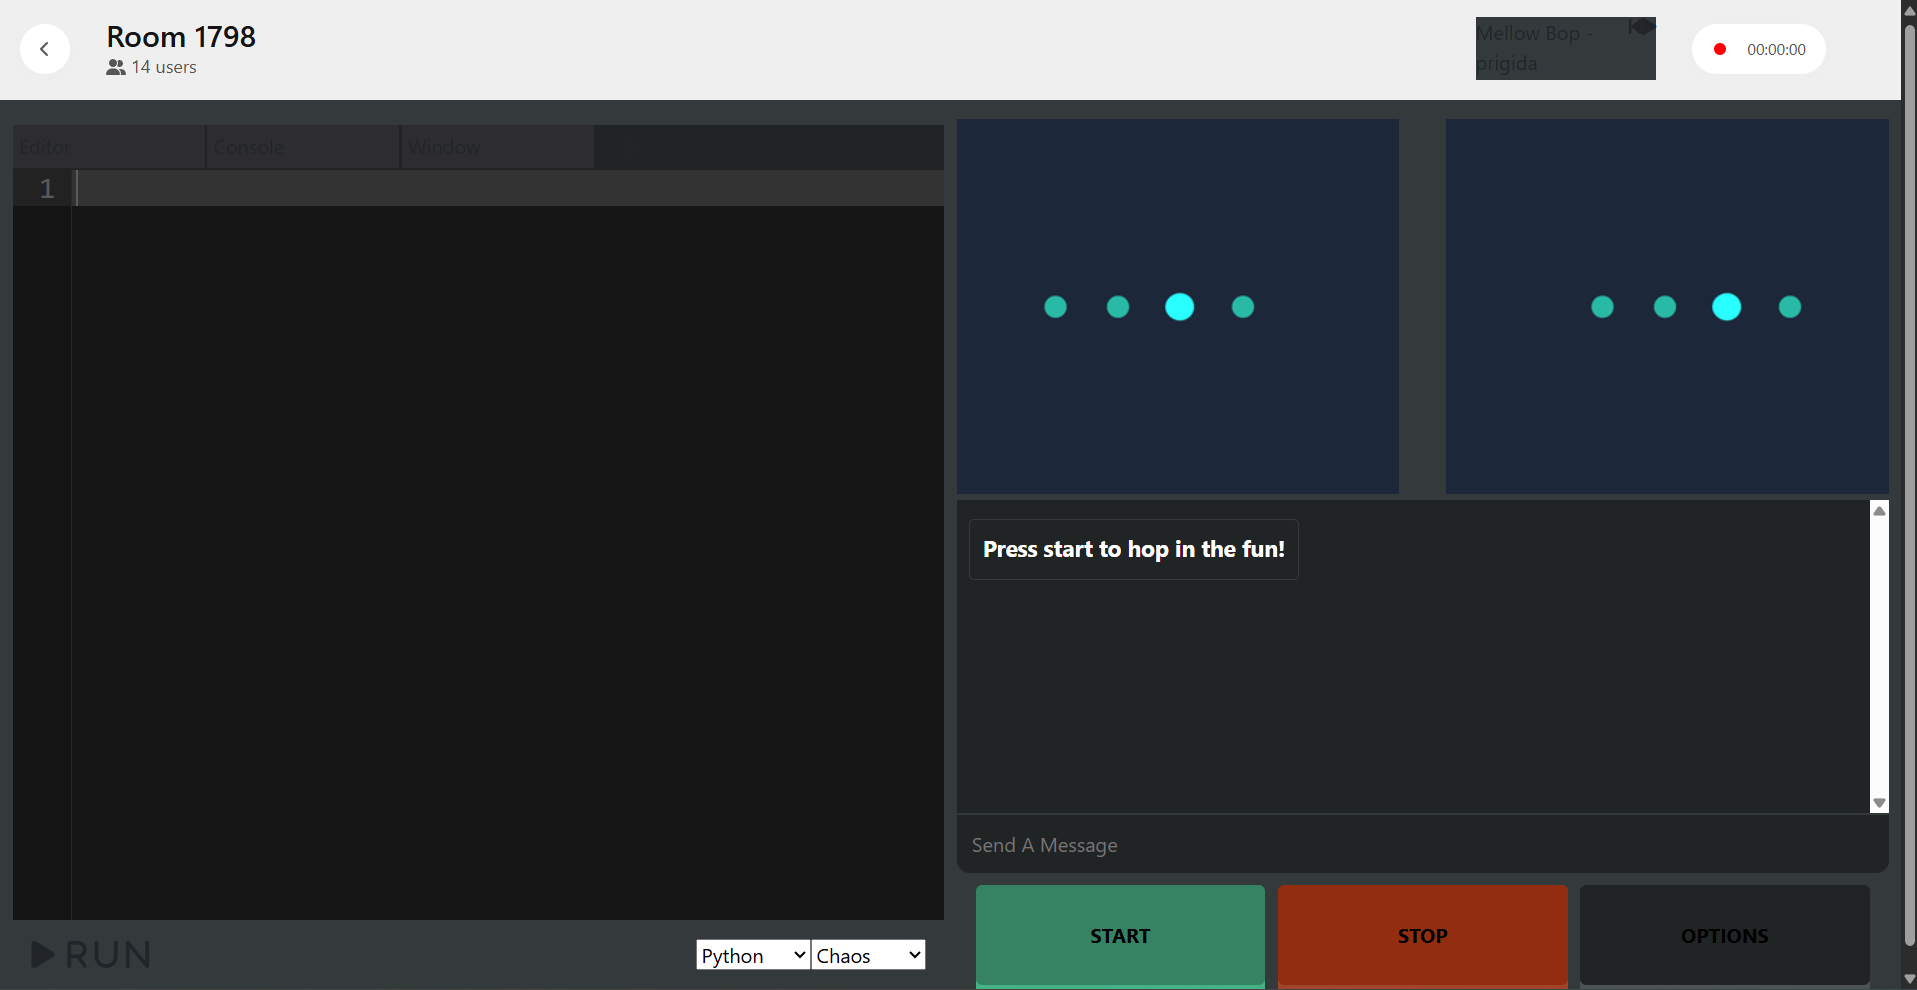 Room 1798
14 users
Mellow Bop -
prigida
00:00:00
Editor
Console
Window
1
Press start to hop in the fun!
Send A Message
RUN
Python
Chaos
START
STOP
OPTIONS